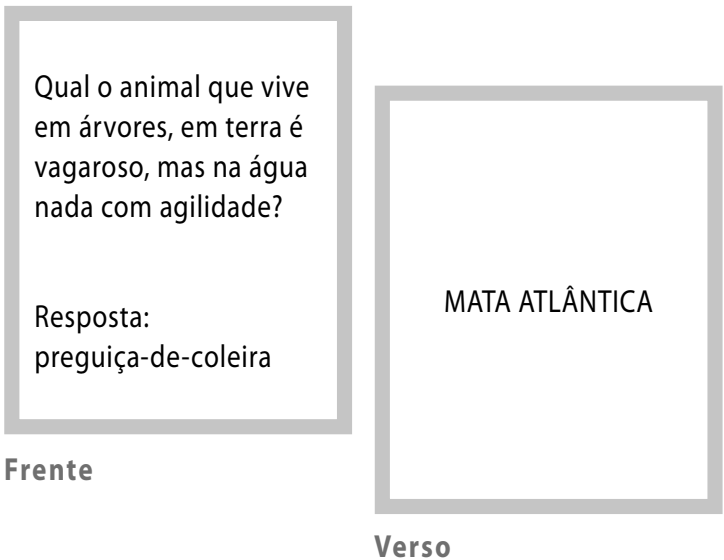 Qual o animal que vive
em árvores, em terra é
vagaroso, mas na água
nada com agilidade?
Resposta:
preguiça-de-coleira
Frente
MATA ATLÂNTICA
Verso